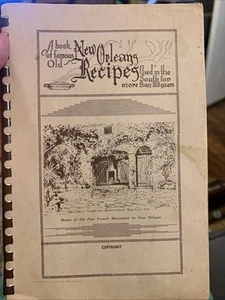 A book
of famous
Old
New Orleans
Recipes
Used in the
South for
more than 200 years
Home of the First French Monument in New Orleans
COPYRIGHT